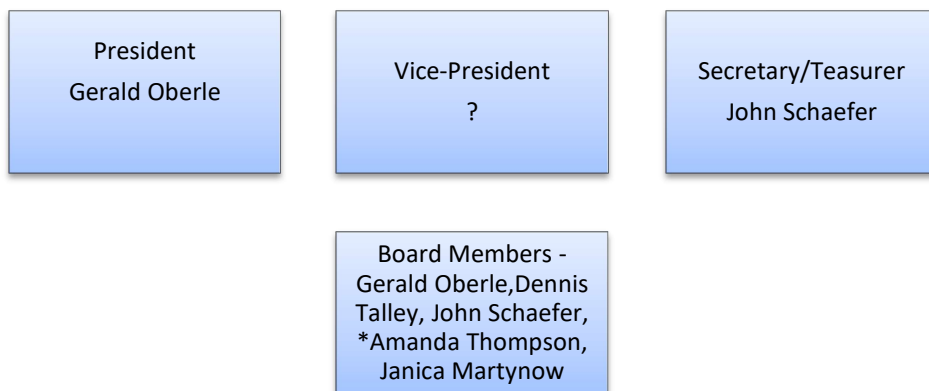 President
Gerald Oberle
Vice-President
?
Secretary/Teasurer
John Schaefer
Board Members -
Gerald Oberle,Dennis
Talley, John Schaefer,
*Amanda Thompson,
Janica Martynow